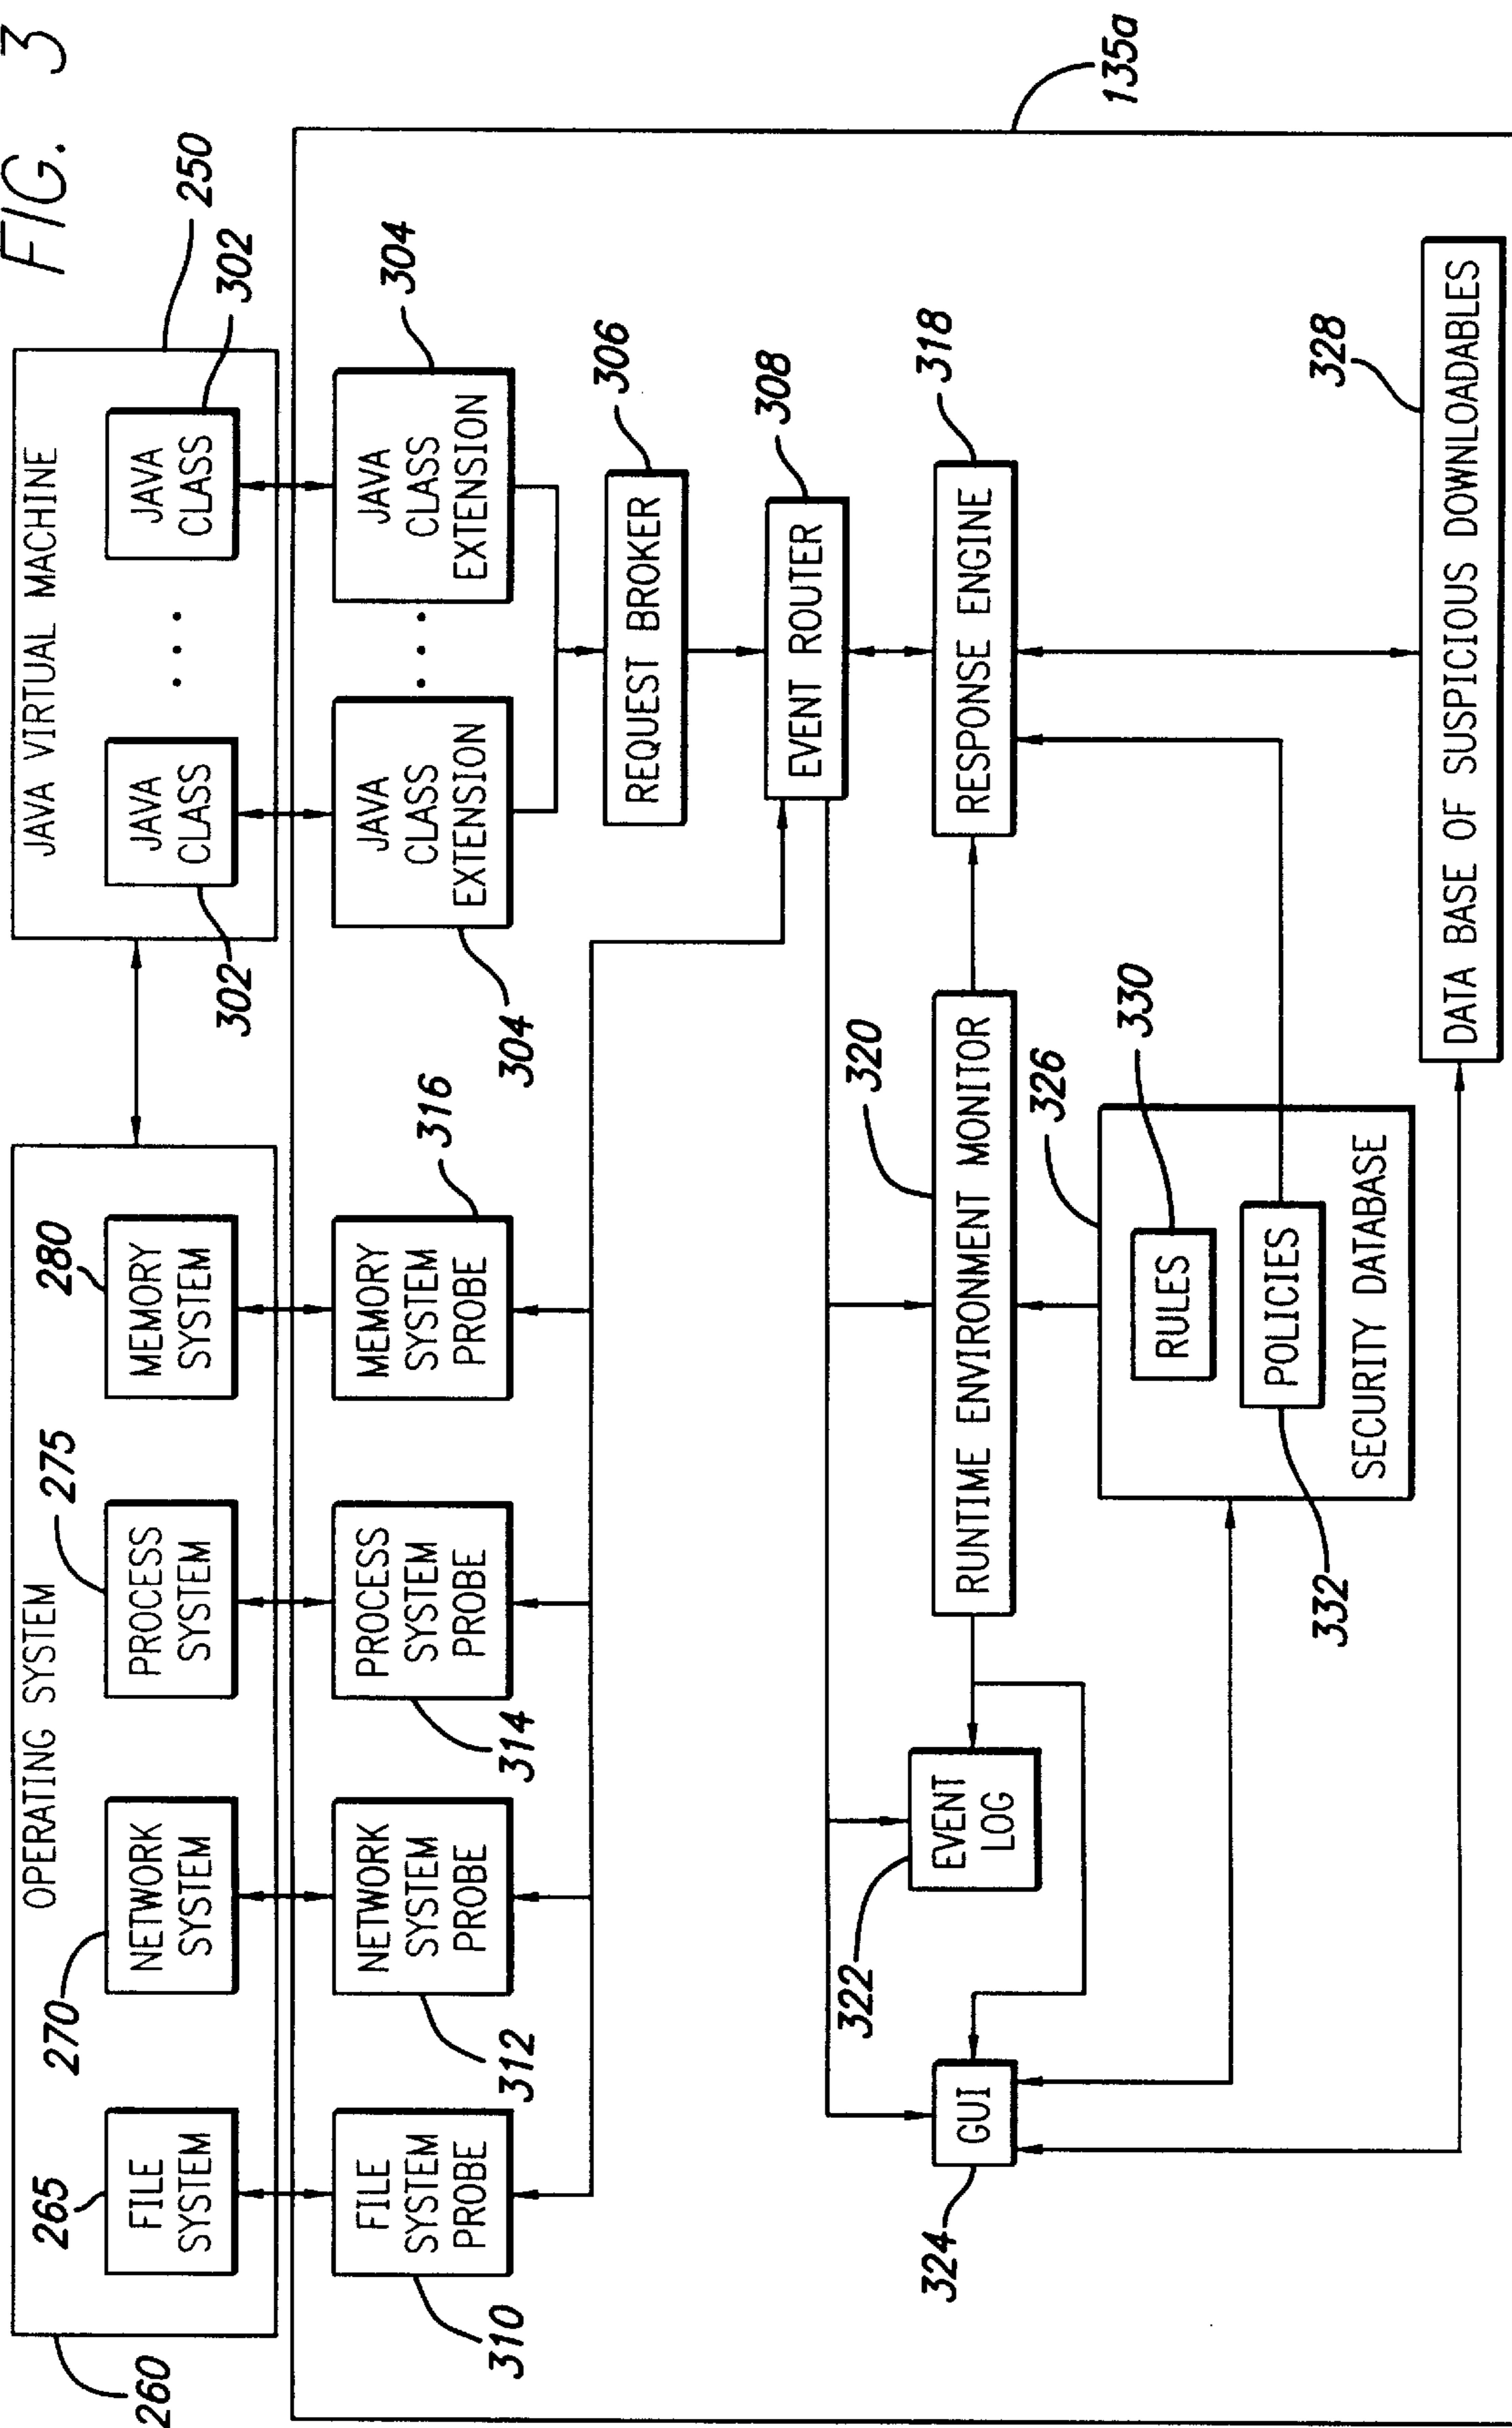 FIG. 3
OPERATING SYSTEM
JAVA VIRTUAL MACHINE
260
265
270
275
280
302
302
250
FILE
SYSTEM
NETWORK
SYSTEM
PROCESS
SYSTEM
MEMORY
SYSTEM
JAVA
CLASS
. . .
JAVA
CLASS
FILE
SYSTEM
PROBE
NETWORK
SYSTEM
PROBE
PROCESS
SYSTEM
PROBE
MEMORY
SYSTEM
PROBE
JAVA
CLASS
EXTENSION
. . .
JAVA
CLASS
EXTENSION
310
312
314
316
304
304
REQUEST BROKER
306
EVENT ROUTER
308
135a
GUI
324
EVENT
LOG
322
RUNTIME ENVIRONMENT MONITOR
320
RESPONSE ENGINE
318
RULES
330
POLICIES
332
SECURITY DATABASE
326
DATA BASE OF SUSPICIOUS DOWNLOADABLES
328